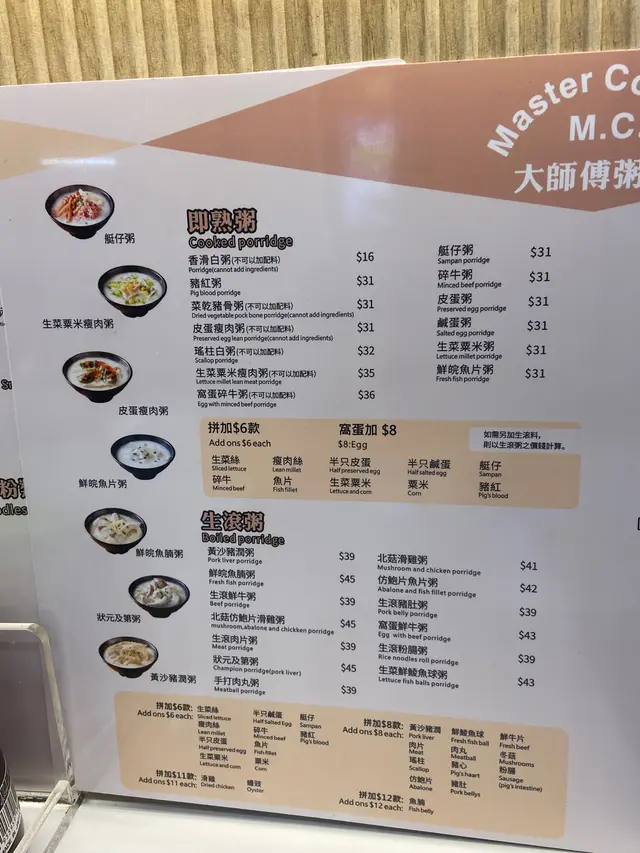 Master Co
M.C.
大師傅粥
艇仔粥
生菜粟米瘦肉粥
皮蛋瘦肉粥
鮮皖魚片粥
鮮皖魚腩粥
狀元及第粥
黃沙豬潤粥
即熟粥
Cooked porridge
香滑白粥(不可以加配料) $16
Porridge(cannot add ingredients)
豬紅粥 $31
Pig blood porridge
菜乾豬骨粥(不可以加配料) $31
Dried vegetable pock bone porridge(cannot add ingredients)
皮蛋瘦肉粥(不可以加配料) $31
Preserved egg lean porridge(cannot add ingredients)
瑤柱白粥(不可以加配料) $32
Scallop porridge
生菜粟米瘦肉粥(不可以加配料) $35
Lettuce millet lean meat porridge
窩蛋碎牛粥(不可以加配料) $36
Egg with minced beef porridge
艇仔粥 $31
Sampan porridge
碎牛粥 $31
Minced beef porridge
皮蛋粥 $31
Preserved egg porridge
鹹蛋粥 $31
Salted egg porridge
生菜粟米粥 $31
Lettuce millet porridge
鮮皖魚片粥 $31
Fresh fish porridge
拼加$6款 窩蛋加 $8
Add ons $6 each $8:Egg
如需另加生滾料，
則以生滾粥之價錢計算。
生菜絲 瘦肉絲 半只皮蛋 半只鹹蛋 艇仔
Sliced lettuce Lean millet Half preserved egg Half salted egg Sampan
碎牛 魚片 生菜粟米 粟米 豬紅
Minced beef Fish fillet Lettuce and corn Corn Pig's blood
生滾粥
Boiled porridge
黃沙豬潤粥 $39
Pork liver porridge
鮮皖魚腩粥 $45
Fresh fish porridge
生滾鮮牛粥 $39
Beef porridge
北菇仿鮑片滑雞粥 $45
mushroom,abalone and chickken porridge
生滾肉片粥 $39
Meat porridge
狀元及第粥 $45
Champion porridge(pork liver)
手打肉丸粥 $39
Meatball porridge
北菇滑雞粥 $41
Mushroom and chicken porridge
仿鮑片魚片粥 $42
Abalone and fish fillet porridge
生滾豬肚粥 $39
Pork belly porridge
窩蛋鮮牛粥 $43
Egg with beef porridge
生滾粉腸粥 $39
Rice noodles roll porridge
生菜鮮鯪魚球粥 $43
Lettuce fish balls porridge
拼加$6款:
Add ons $6 each:
生菜絲 半只鹹蛋 艇仔
Sliced lettuce Half Salted Egg Sampan
瘦肉絲 碎牛 豬紅
Lean millet Minced beef Pig's blood
半只皮蛋 魚片
Half preserved egg Fish fillet
生菜粟米 粟米
Lettuce and corn Corn
拼加$11款: 滑雞 蠔豉
Add ons $11 each: Dried chicken Oyster
拼加$8款:
Add ons $8 each:
黃沙豬潤 鮮鯪魚球 鮮牛片
Pork liver Fresh fish ball Fresh beef
肉片 肉丸 冬菇
Meat Meatball Mushrooms
瑤柱 豬心 粉腸
Scallop Pig's haart Sausage
(pig's intestine)
仿鮑片 豬肚
Abalone Pork bellys
拼加$12款: 魚腩
Add ons $12 each: Fish belly